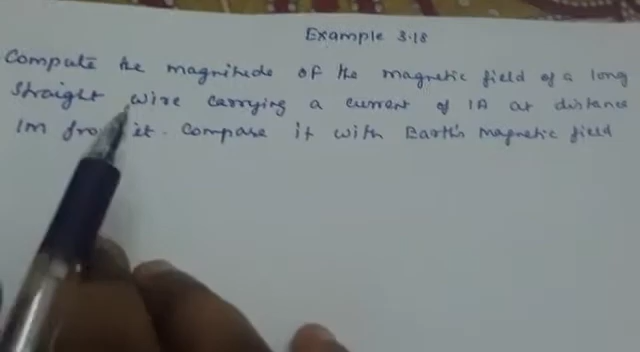 Example 3.18
Compute the magnitude of the magnetic field of a long
straight wire carrying a current of 1A at distance
1m from it. Compare it with Earth's magnetic field